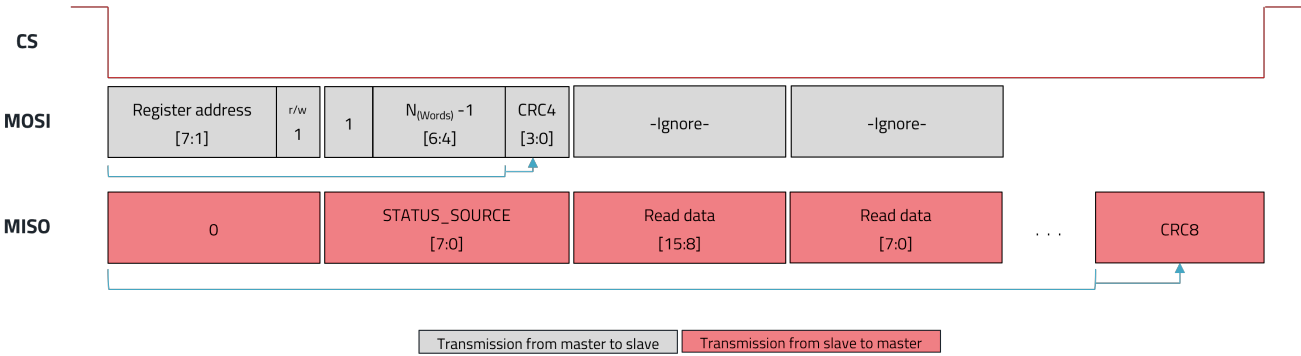 CS
MOSI
Register address
[7:1]
r/w
1
1
N(Words) -1
[6:4]
CRC4
[3:0]
-Ignore-
-Ignore-
MISO
0
STATUS_SOURCE
[7:0]
Read data
[15:8]
Read data
[7:0]
. . .
CRC8
Transmission from master to slave
Transmission from slave to master